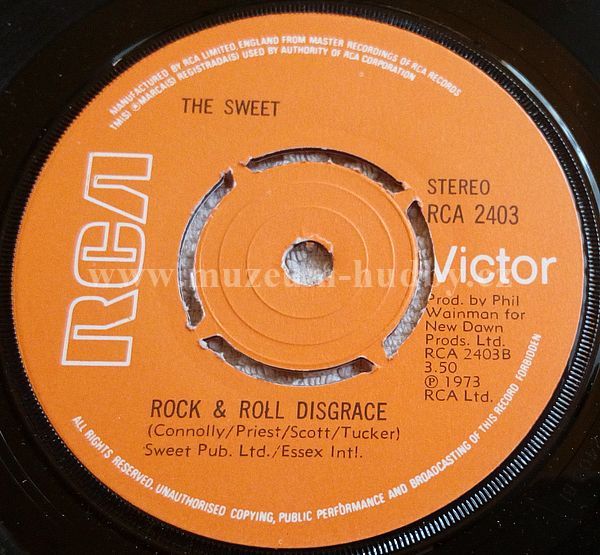 MANUFACTURED BY RCA LIMITED, ENGLAND FROM MASTER RECORDINGS OF RCA RECORDS
TM(S) ® MARCA(S) REGISTRADA(S) USED BY AUTHORITY OF RCA CORPORATION
THE SWEET
RCA
STEREO
RCA 2403
Victor
www.muzeum-hudby.cz
Prod. by Phil
Wainman for
New Dawn
Prods. Ltd.
RCA 2403B
3.50
℗ 1973
RCA Ltd.
ROCK & ROLL DISGRACE
(Connolly/Priest/Scott/Tucker)
Sweet Pub. Ltd./Essex Int!.
ALL RIGHTS RESERVED. UNAUTHORISED COPYING, PUBLIC PERFORMANCE AND BROADCASTING OF THIS RECORD FORBIDDEN